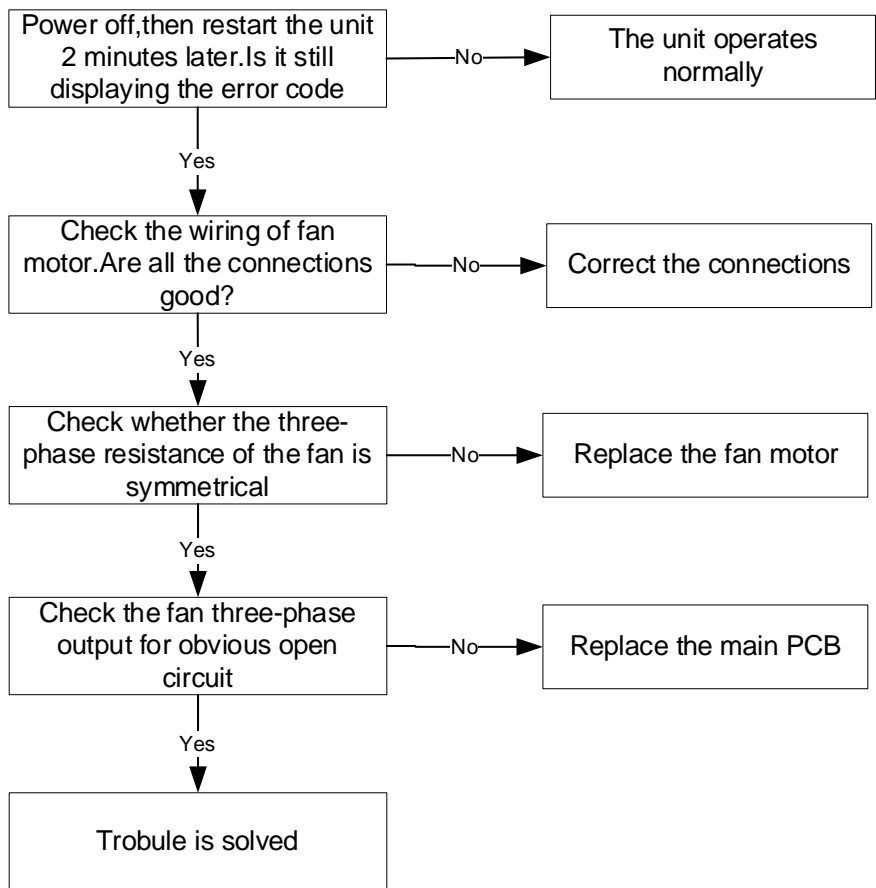 Power off,then restart the unit
2 minutes later.Is it still
displaying the error code
No
The unit operates
normally
Yes
Check the wiring of fan
motor.Are all the connections
good?
No
Correct the connections
Yes
Check whether the three-
phase resistance of the fan is
symmetrical
No
Replace the fan motor
Yes
Check the fan three-phase
output for obvious open
circuit
No
Replace the main PCB
Yes
Trobule is solved